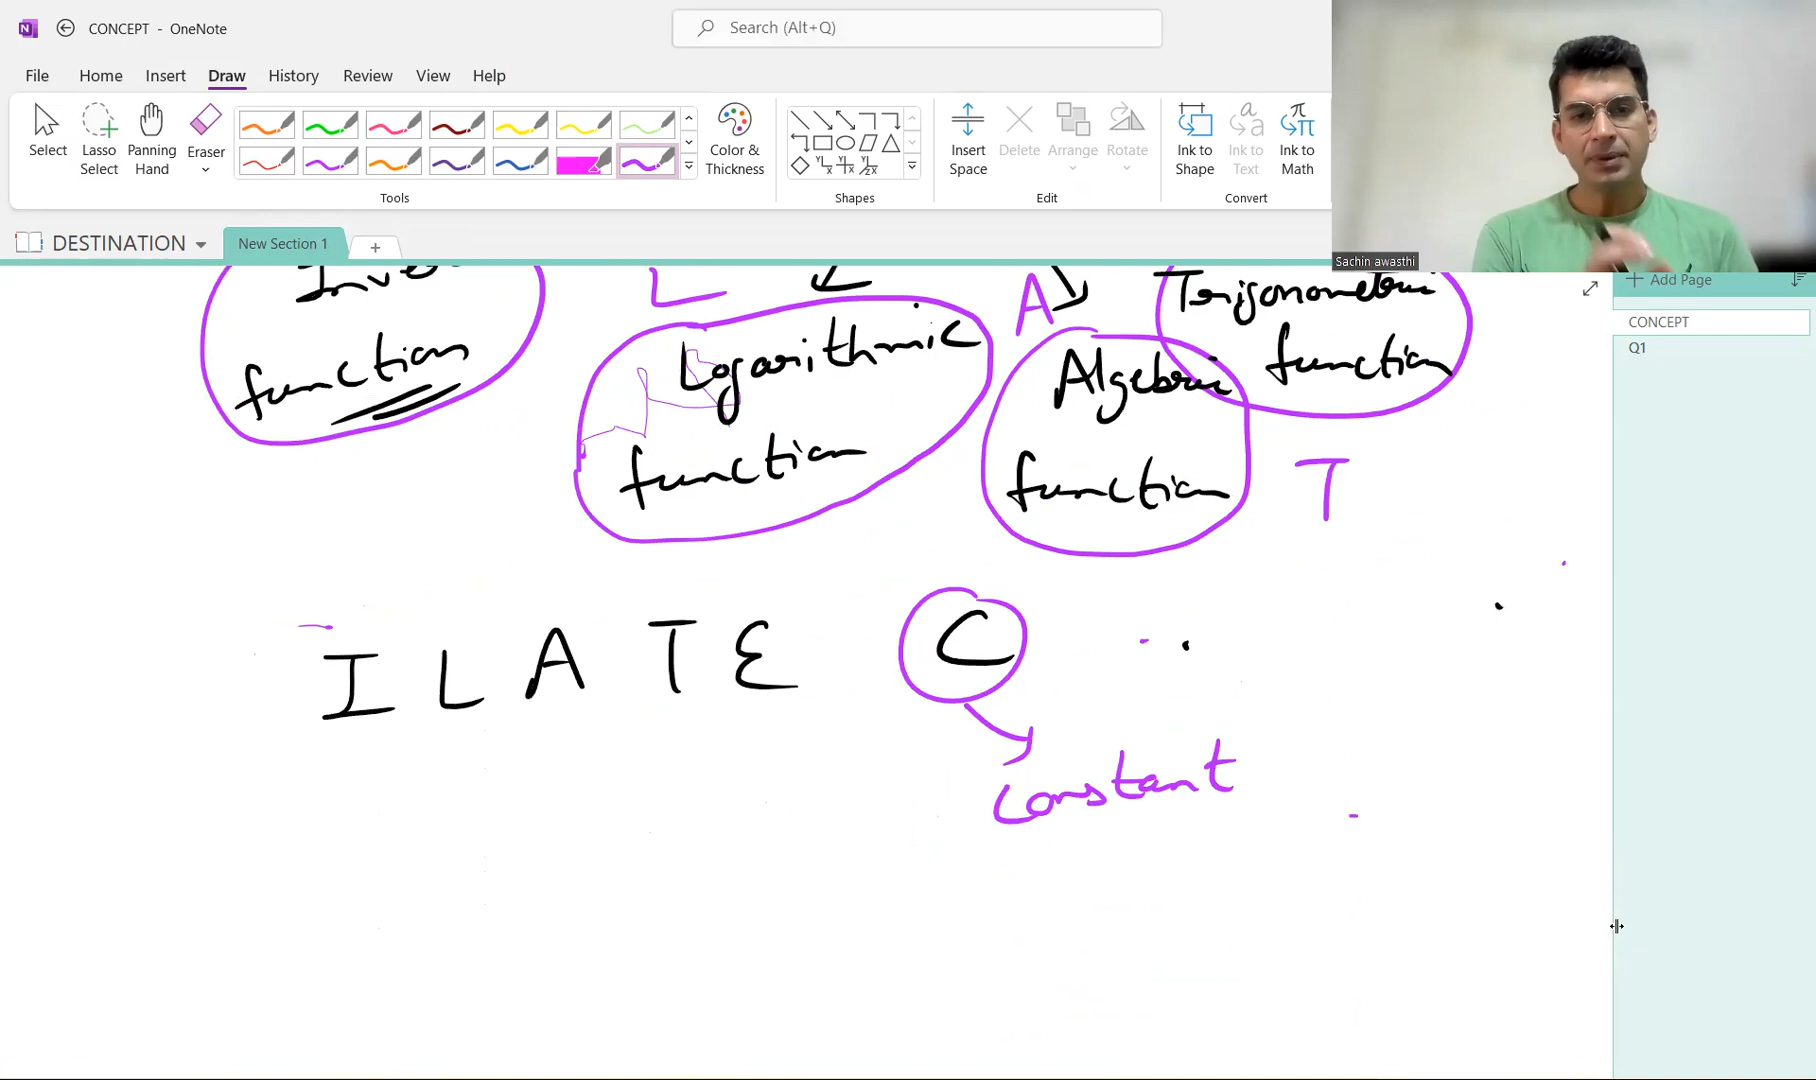 CONCEPT - OneNote
Search (Alt+Q)
File Home Insert Draw History Review View Help
Select
Lasso Select
Panning Hand
Eraser
Color & Thickness
Insert Space
Delete
Arrange
Rotate
Ink to Shape
Ink to Text
Ink to Math
Tools
Shapes
Edit
Convert
DESTINATION
New Section 1
Sachin awasthi
Add Page
CONCEPT
Q1
function
L
Logarithmic
function
A
Algebraic
function
Trigonometric
function
T
I L A T E C
constant